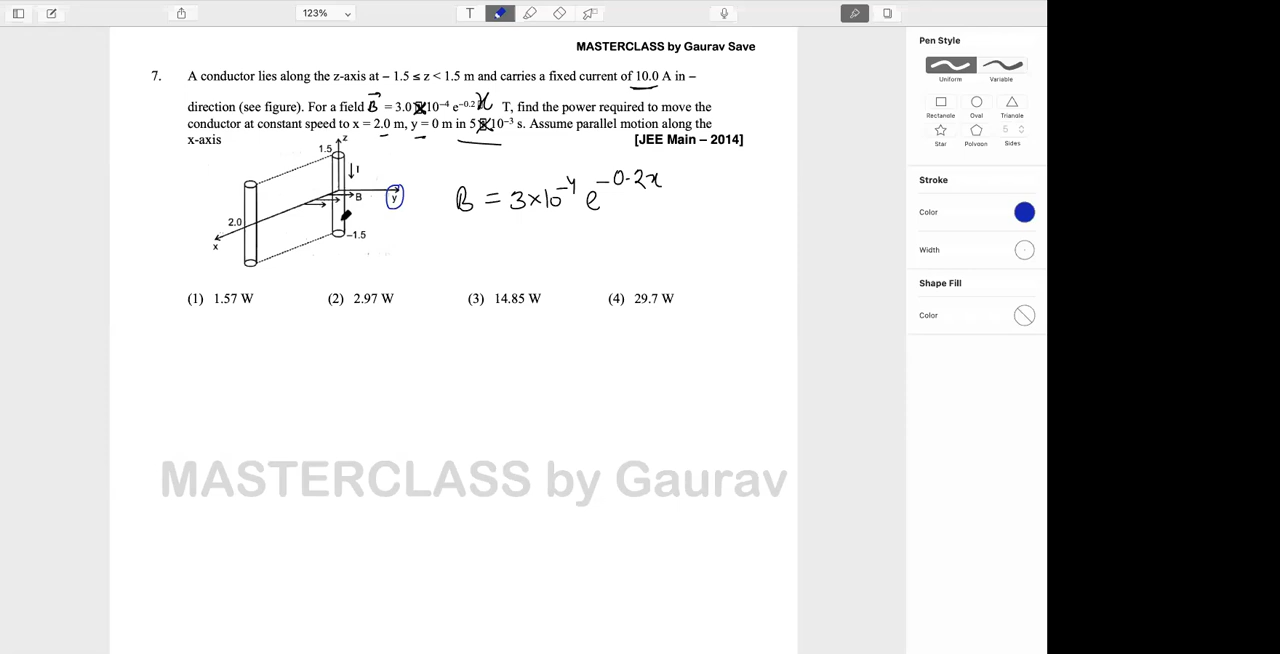 123%
T
MASTERCLASS by Gaurav Save
7. A conductor lies along the z-axis at – 1.5 ≤ z < 1.5 m and carries a fixed current of 10.0 A in –
direction (see figure). For a field B⃗ = 3.0 × 10⁻⁴ e⁻⁰·² x T, find the power required to move the
conductor at constant speed to x = 2.0 m, y = 0 m in 5 × 10⁻³ s. Assume parallel motion along the
x-axis [JEE Main – 2014]
z
1.5
I
B
y
2.0
x
–1.5
B = 3×10⁻⁴ e^–0.2x
(1) 1.57 W (2) 2.97 W (3) 14.85 W (4) 29.7 W
MASTERCLASS by Gaurav
Pen Style
Uniform Variable
Rectangle Oval Triangle
5
Star Polygon Sides
Stroke
Color
Width
Shape Fill
Color